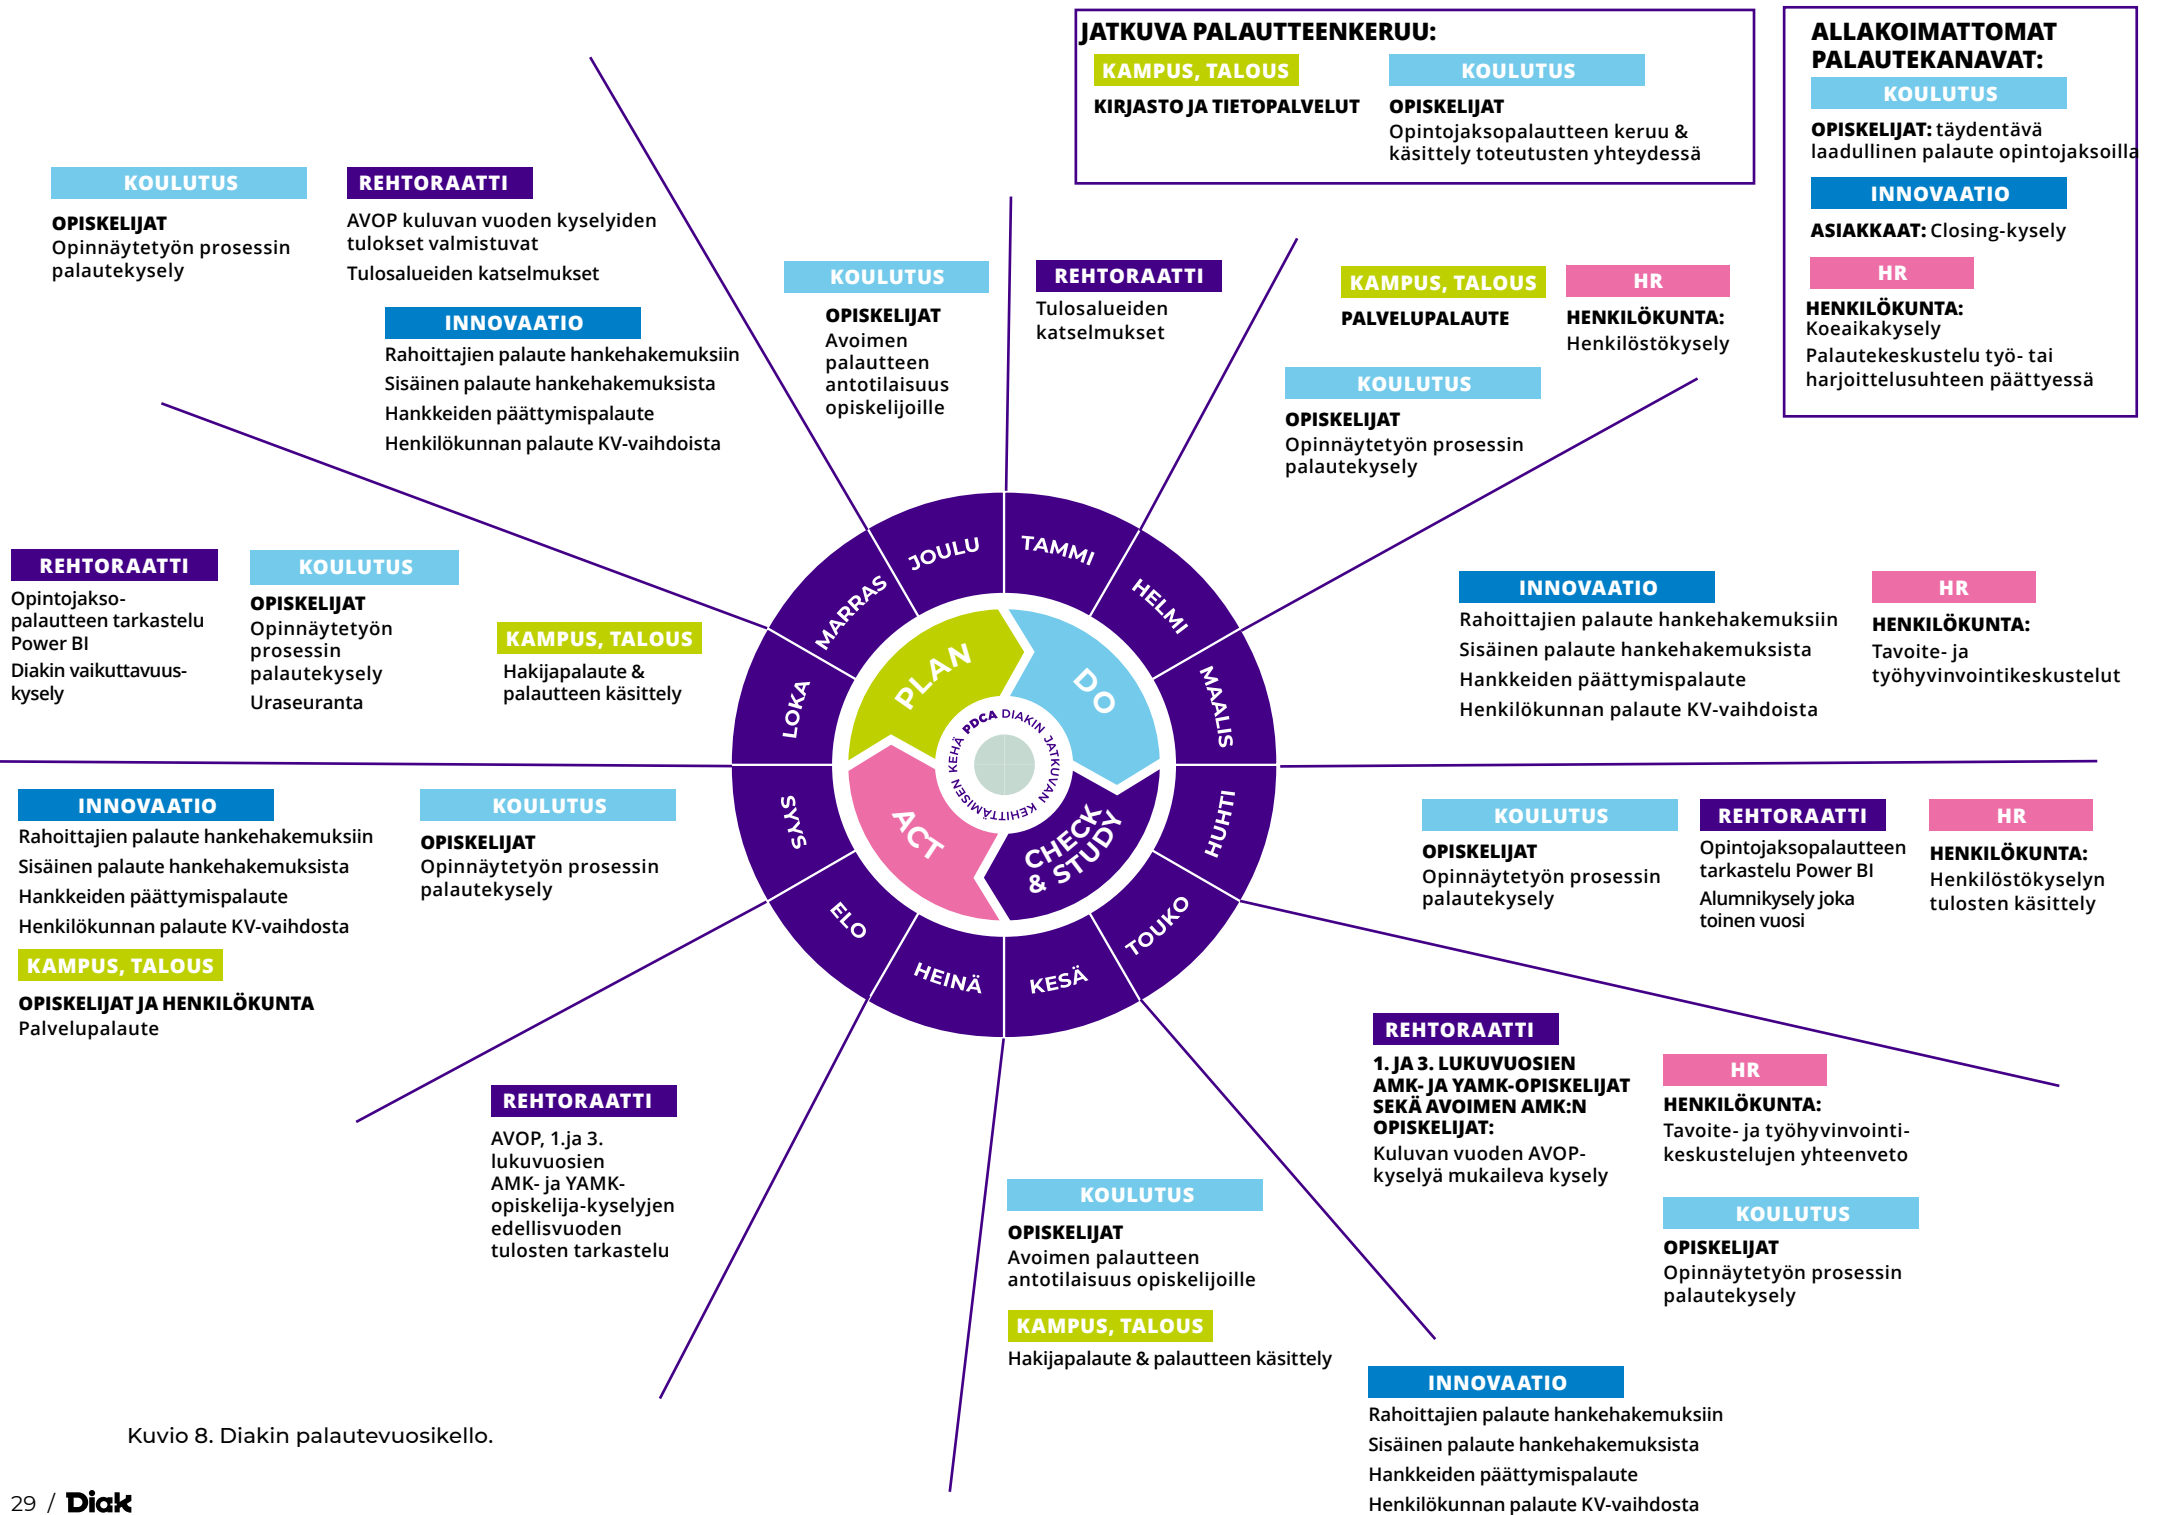 JATKUVA PALAUTTEENKERUU:
KAMPUS, TALOUS
KIRJASTO JA TIETOPALVELUT
KOULUTUS
OPISKELIJAT
Opintojaksopalautteen keruu &
käsittely toteutusten yhteydessä
ALLAKOIMATTOMAT
PALAUTEKANAVAT:
KOULUTUS
OPISKELIJAT: täydentävä
laadullinen palaute opintojaksoilla
INNOVAATIO
ASIAKKAAT: Closing-kysely
HR
HENKILÖKUNTA:
Koeaikakysely
Palautekeskustelu työ- tai
harjoittelusuhteen päättyessä
KOULUTUS
OPISKELIJAT
Opinnäytetyön prosessin
palautekysely
REHTORAATTI
AVOP kuluvan vuoden kyselyiden
tulokset valmistuvat
Tulosalueiden katselmukset
INNOVAATIO
Rahoittajien palaute hankehakemuksiin
Sisäinen palaute hankehakemuksista
Hankkeiden päättymispalaute
Henkilökunnan palaute KV-vaihdoista
KOULUTUS
OPISKELIJAT
Avoimen
palautteen
antotilaisuus
opiskelijoille
REHTORAATTI
Tulosalueiden
katselmukset
KAMPUS, TALOUS
PALVELUPALAUTE
HR
HENKILÖKUNTA:
Henkilöstökysely
KOULUTUS
OPISKELIJAT
Opinnäytetyön prosessin
palautekysely
REHTORAATTI
Opintojakso-
palautteen tarkastelu
Power BI
Diakin vaikuttavuus-
kysely
KOULUTUS
OPISKELIJAT
Opinnäytetyön
prosessin
palautekysely
Uraseuranta
KAMPUS, TALOUS
Hakijapalaute &
palautteen käsittely
JOULU
TAMMI
HELMI
MAALIS
HUHTI
TOUKO
KESÄ
HEINÄ
ELO
SYYS
LOKA
MARRAS
PLAN
DO
CHECK
& STUDY
ACT
PDCA DIAKIN JATKUVAN KEHITTÄMISEN KEHÄ
INNOVAATIO
Rahoittajien palaute hankehakemuksiin
Sisäinen palaute hankehakemuksista
Hankkeiden päättymispalaute
Henkilökunnan palaute KV-vaihdoista
HR
HENKILÖKUNTA:
Tavoite- ja
työhyvinvointikeskustelut
INNOVAATIO
Rahoittajien palaute hankehakemuksiin
Sisäinen palaute hankehakemuksista
Hankkeiden päättymispalaute
Henkilökunnan palaute KV-vaihdosta
KAMPUS, TALOUS
OPISKELIJAT JA HENKILÖKUNTA
Palvelupalaute
KOULUTUS
OPISKELIJAT
Opinnäytetyön prosessin
palautekysely
KOULUTUS
OPISKELIJAT
Opinnäytetyön prosessin
palautekysely
REHTORAATTI
Opintojaksopalautteen
tarkastelu Power BI
Alumnikysely joka
toinen vuosi
HR
HENKILÖKUNTA:
Henkilöstökyselyn
tulosten käsittely
REHTORAATTI
AVOP, 1.ja 3.
lukuvuosien
AMK- ja YAMK-
opiskelija-kyselyjen
edellisvuoden
tulosten tarkastelu
KOULUTUS
OPISKELIJAT
Avoimen palautteen
antotilaisuus opiskelijoille
KAMPUS, TALOUS
Hakijapalaute & palautteen käsittely
REHTORAATTI
1. JA 3. LUKUVUOSIEN
AMK- JA YAMK-OPISKELIJAT
SEKÄ AVOIMEN AMK:N
OPISKELIJAT:
Kuluvan vuoden AVOP-
kyselyä mukaileva kysely
HR
HENKILÖKUNTA:
Tavoite- ja työhyvinvointi-
keskustelujen yhteenveto
KOULUTUS
OPISKELIJAT
Opinnäytetyön prosessin
palautekysely
INNOVAATIO
Rahoittajien palaute hankehakemuksiin
Sisäinen palaute hankehakemuksista
Hankkeiden päättymispalaute
Henkilökunnan palaute KV-vaihdosta
Kuvio 8. Diakin palautevuosikello.
29 / Diak